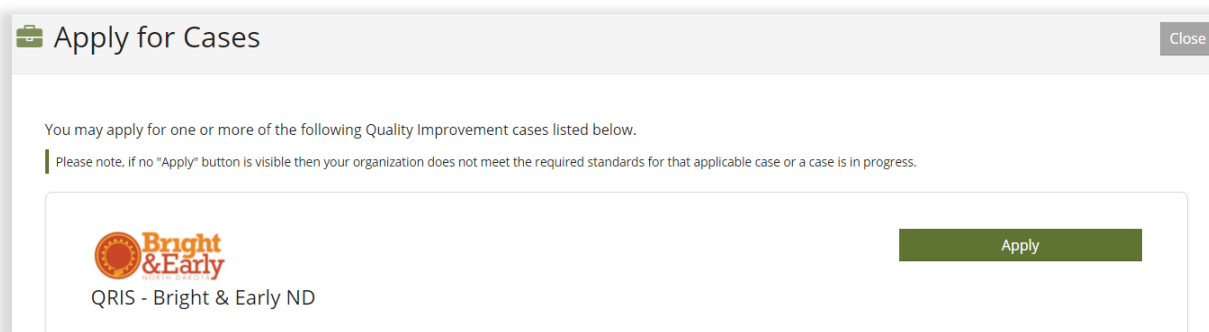 Apply for Cases
Close
You may apply for one or more of the following Quality Improvement cases listed below.
Please note, if no "Apply" button is visible then your organization does not meet the required standards for that applicable case or a case is in progress.
Bright
&Early
NORTH DAKOTA
Apply
QRIS - Bright & Early ND